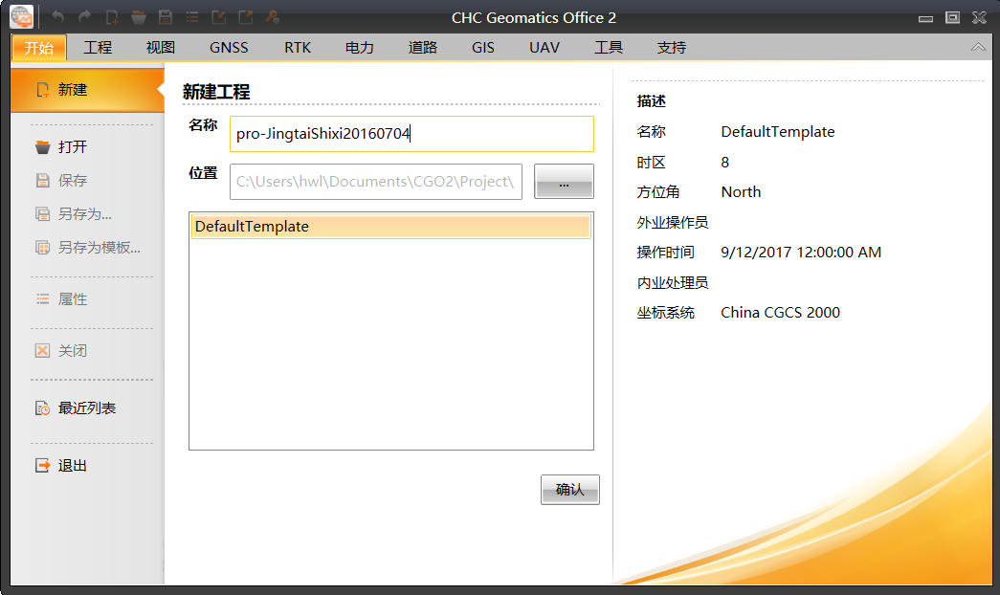 CHC Geomatics Office 2
开始 工程 视图 GNSS RTK 电力 道路 GIS UAV 工具 支持
新建
打开
保存
另存为...
另存为模板...
属性
关闭
最近列表
退出
新建工程
名称 pro-JingtaiShixi20160704
位置 C:\Users\hwl\Documents\CGO2\Project\ ...
DefaultTemplate
确认
描述
名称 DefaultTemplate
时区 8
方位角 North
外业操作员
操作时间 9/12/2017 12:00:00 AM
内业处理员
坐标系统 China CGCS 2000